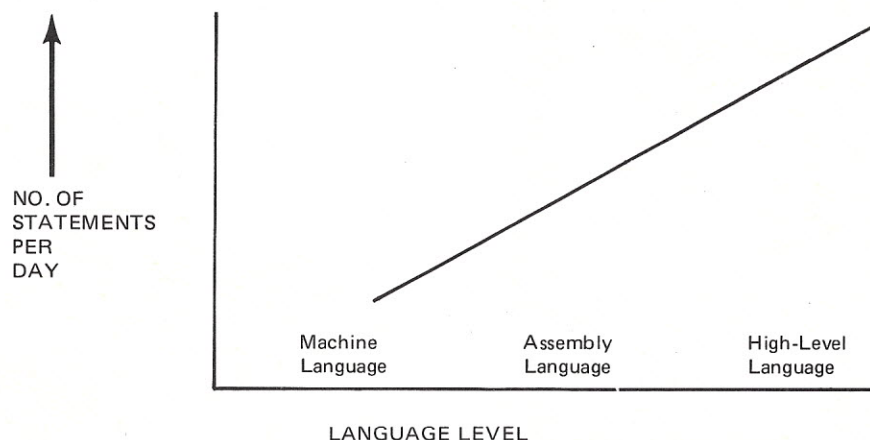 NO. OF
STATEMENTS
PER
DAY
Machine
Language
Assembly
Language
High-Level
Language
LANGUAGE LEVEL